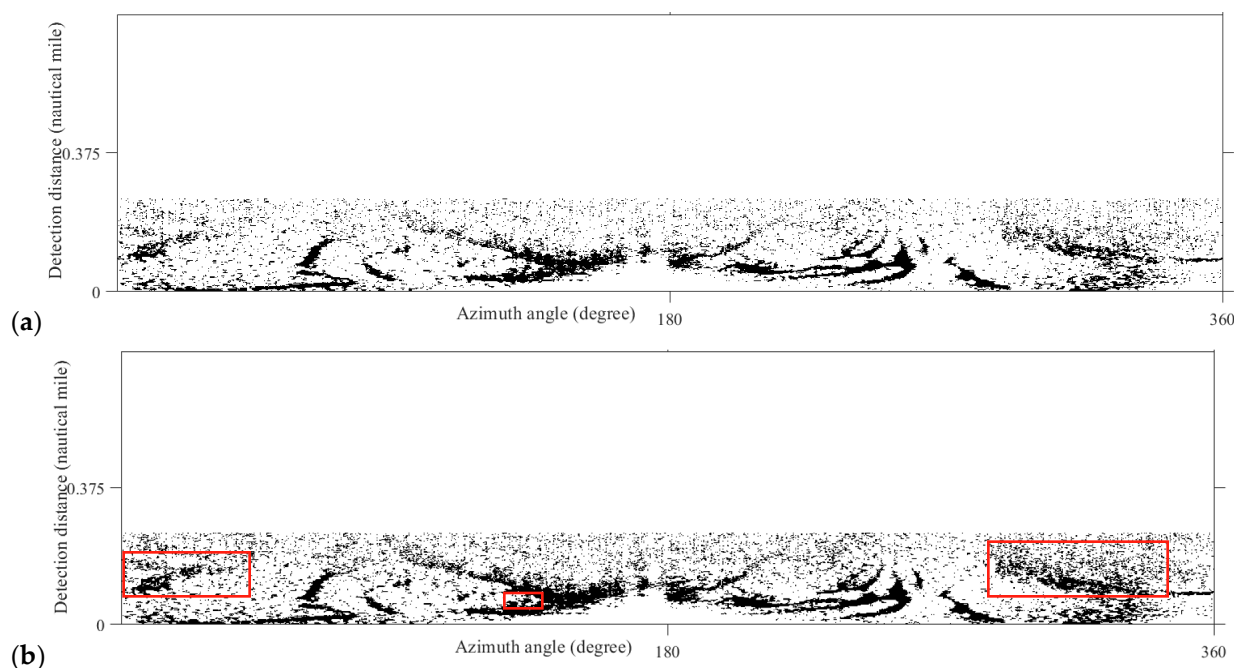 Detection distance (nautical mile)
0.375
0
Azimuth angle (degree)
180
360
(a)
Detection distance (nautical mile)
0.375
0
Azimuth angle (degree)
180
360
(b)